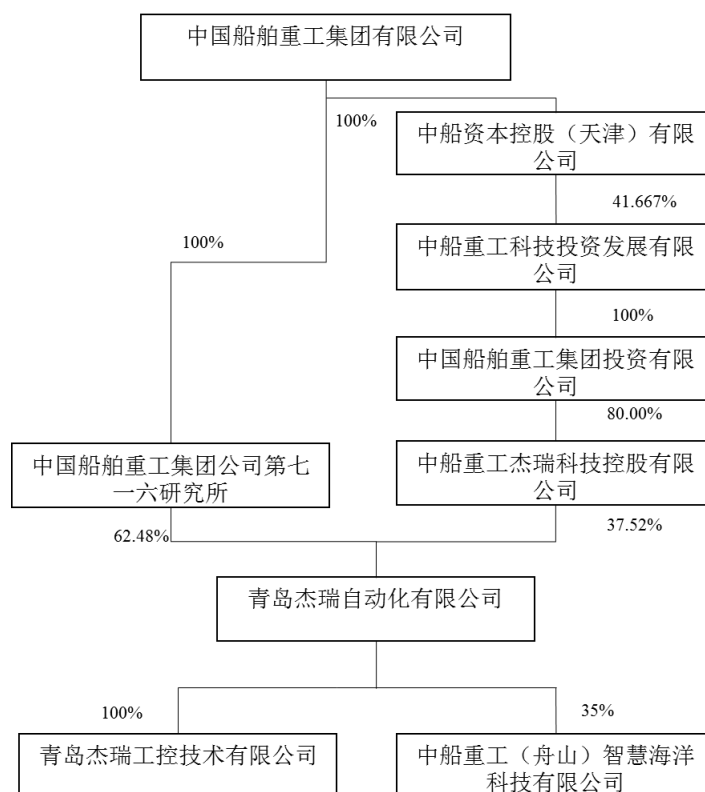 中国船舶重工集团有限公司
100%
中船资本控股（天津）有限
公司
41.667%
中船重工科技投资发展有限
公司
100%
100%
中国船舶重工集团投资有限
公司
80.00%
中国船舶重工集团公司第七
一六研究所
中船重工杰瑞科技控股有限
公司
62.48%
37.52%
青岛杰瑞自动化有限公司
100%
35%
青岛杰瑞工控技术有限公司
中船重工（舟山）智慧海洋
科技有限公司